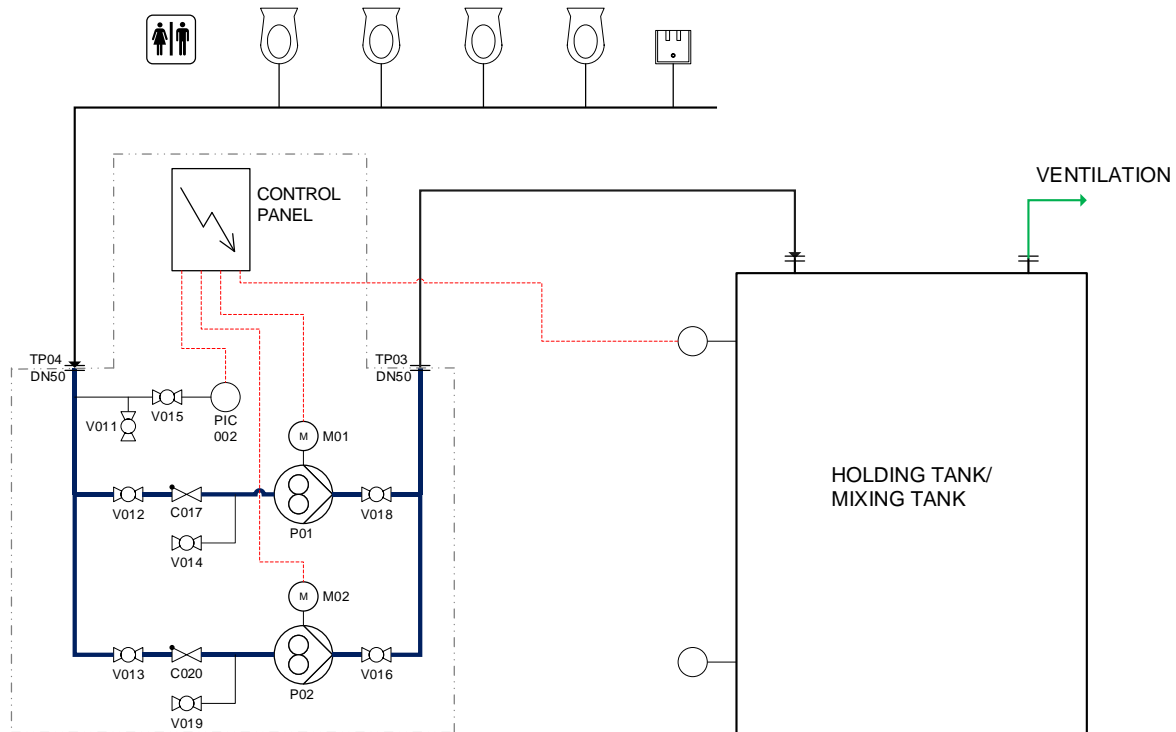 CONTROL
PANEL
VENTILATION
TP04
DN50
TP03
DN50
V011
V015
PIC
002
M
M01
V012
C017
P01
V018
V014
HOLDING TANK/
MIXING TANK
M
M02
V013
C020
P02
V016
V019